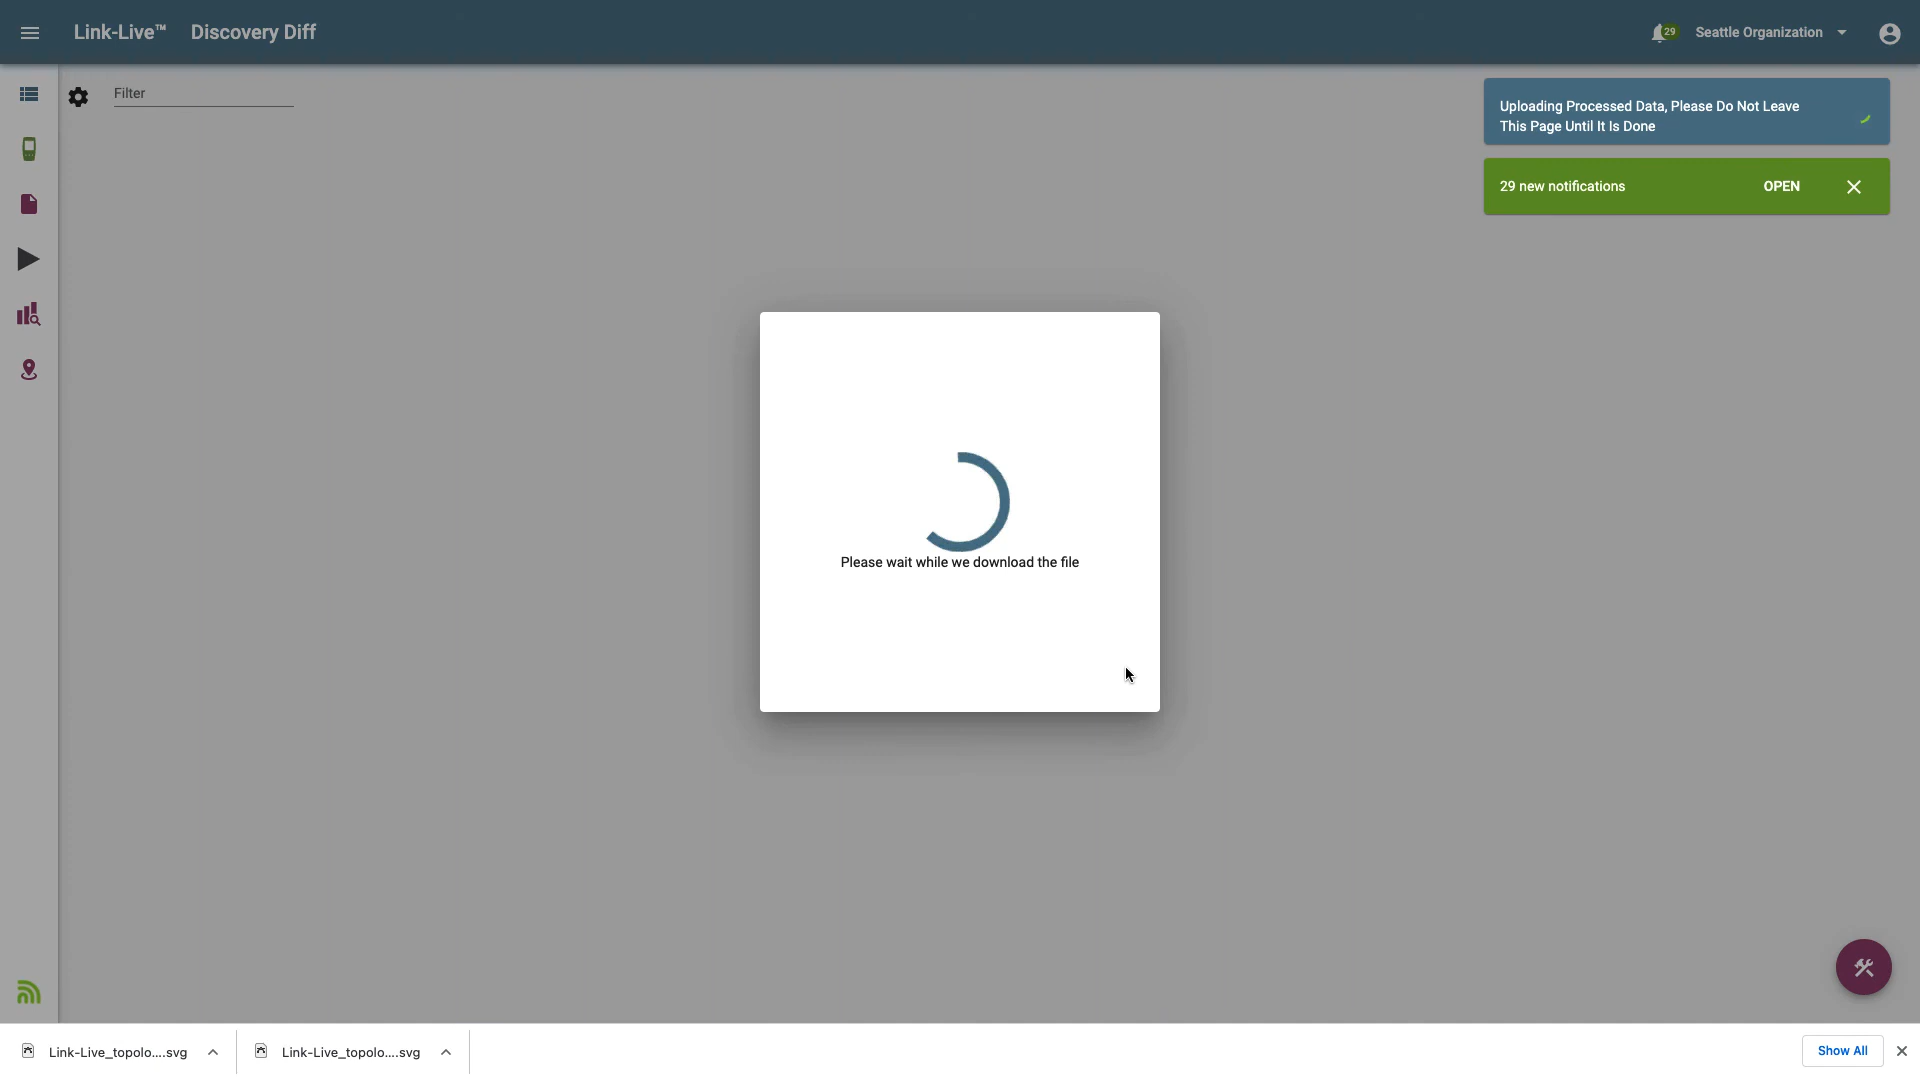 Link-Live™ Discovery Diff
29
Seattle Organization
Filter
Uploading Processed Data, Please Do Not Leave
This Page Until It Is Done
29 new notifications
OPEN
Please wait while we download the file
Link-Live_topolo....svg
Link-Live_topolo....svg
Show All